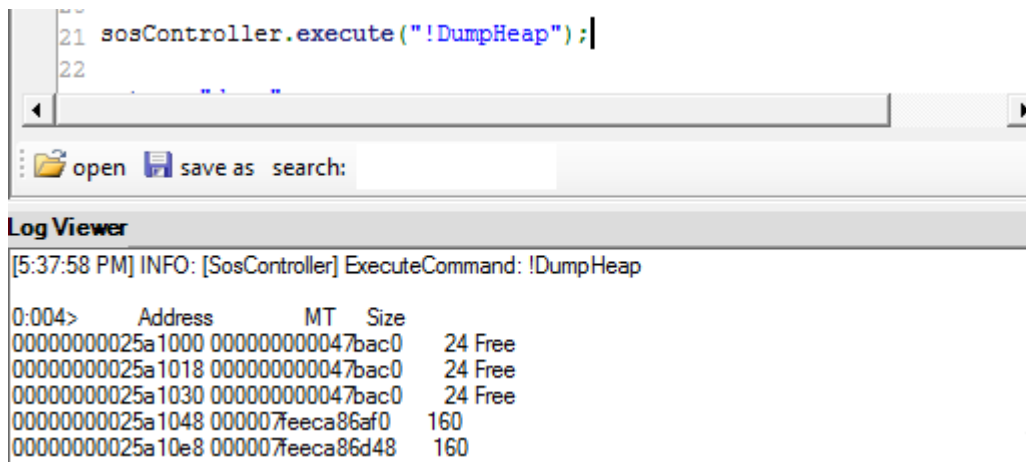 21 sosController.execute("!DumpHeap");
22
open save as search:
Log Viewer
[5:37:58 PM] INFO: [SosController] ExecuteCommand: !DumpHeap
0:004> Address MT Size
00000000025a1000 000000000047bac0 24 Free
00000000025a1018 000000000047bac0 24 Free
00000000025a1030 000000000047bac0 24 Free
00000000025a1048 000007feeca86af0 160
00000000025a10e8 000007feeca86d48 160